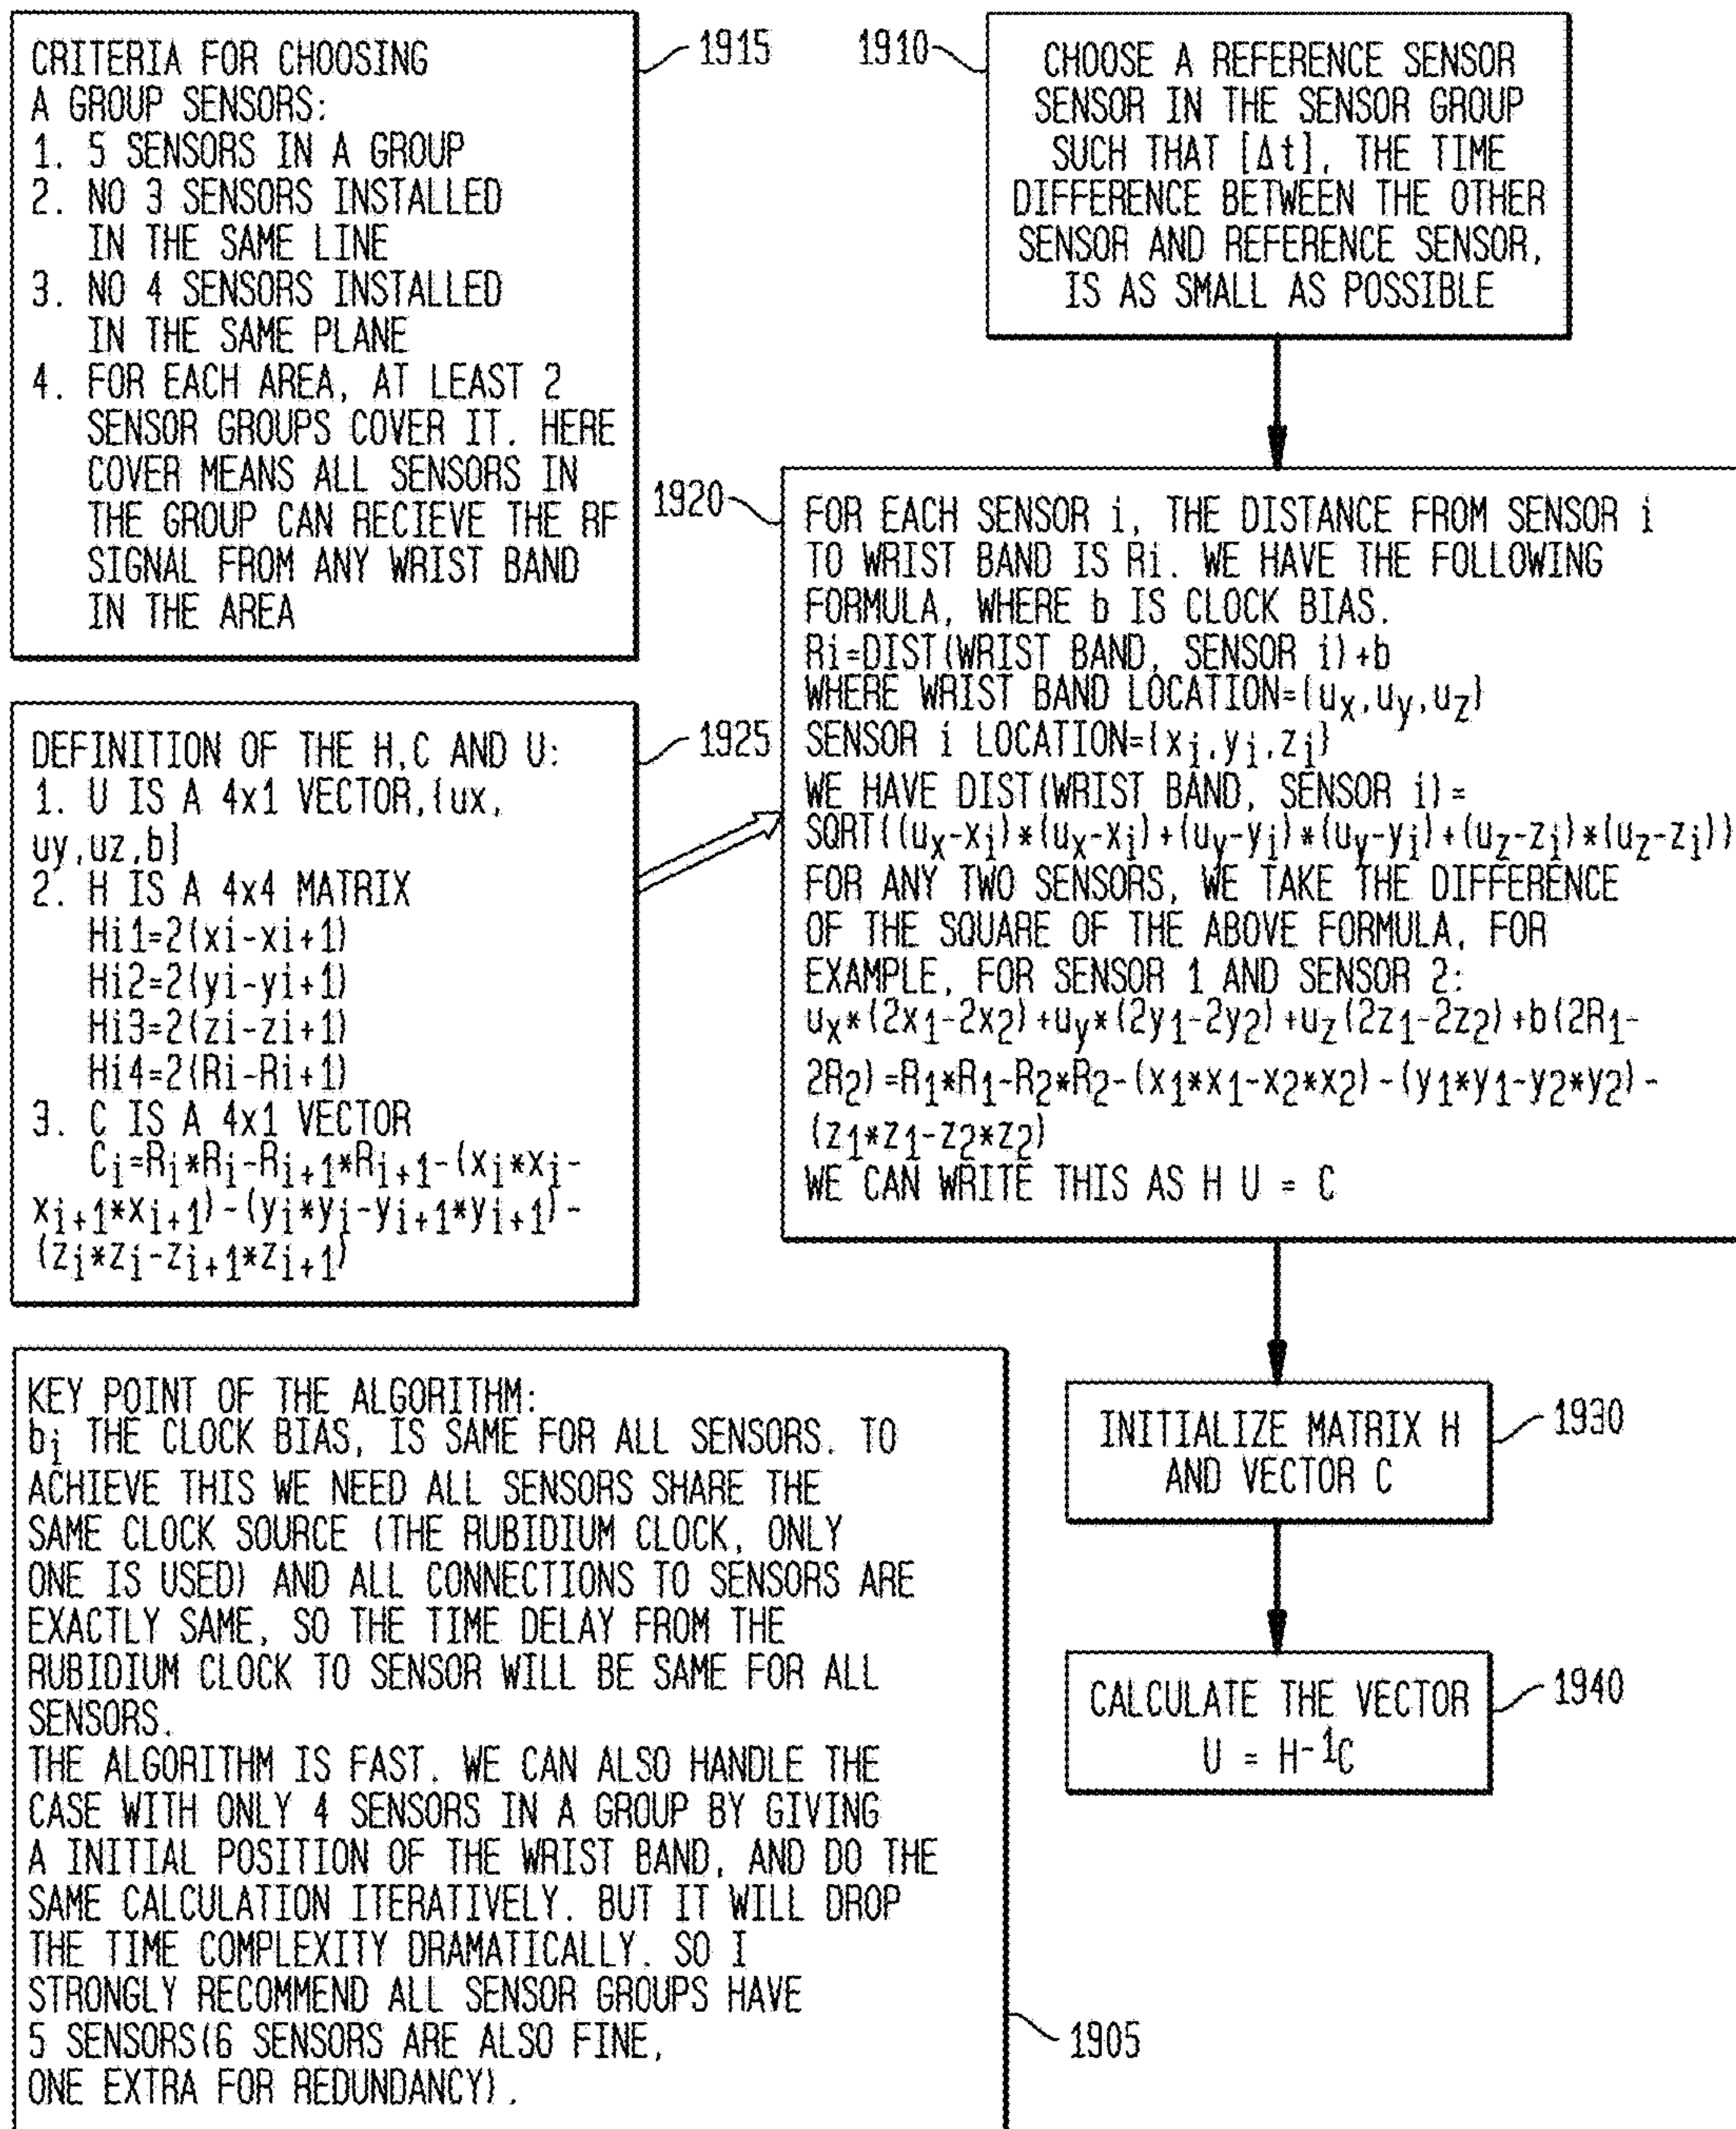 CRITERIA FOR CHOOSING
A GROUP SENSORS:
1. 5 SENSORS IN A GROUP
2. NO 3 SENSORS INSTALLED
IN THE SAME LINE
3. NO 4 SENSORS INSTALLED
IN THE SAME PLANE
4. FOR EACH AREA, AT LEAST 2
SENSOR GROUPS COVER IT. HERE
COVER MEANS ALL SENSORS IN
THE GROUP CAN RECIEVE THE RF
SIGNAL FROM ANY WRIST BAND
IN THE AREA
1915
1910
CHOOSE A REFERENCE SENSOR
SENSOR IN THE SENSOR GROUP
SUCH THAT [Δt], THE TIME
DIFFERENCE BETWEEN THE OTHER
SENSOR AND REFERENCE SENSOR,
IS AS SMALL AS POSSIBLE
1920
FOR EACH SENSOR i, THE DISTANCE FROM SENSOR i
TO WRIST BAND IS Ri. WE HAVE THE FOLLOWING
FORMULA, WHERE b IS CLOCK BIAS.
Ri=DIST(WRIST BAND, SENSOR i)+b
WHERE WRIST BAND LOCATION=(ux,uy,uz)
SENSOR i LOCATION=(xi,yi,zi)
WE HAVE DIST(WRIST BAND, SENSOR i)=
SQRT((ux-xi)*(ux-xi)+(uy-yi)*(uy-yi)+(uz-zi)*(uz-zi))
FOR ANY TWO SENSORS, WE TAKE THE DIFFERENCE
OF THE SQUARE OF THE ABOVE FORMULA, FOR
EXAMPLE, FOR SENSOR 1 AND SENSOR 2:
ux*(2x1-2x2)+uy*(2y1-2y2)+uz(2z1-2z2)+b(2R1-
2R2)=R1*R1-R2*R2-(x1*x1-x2*x2)-(y1*y1-y2*y2)-
(z1*z1-z2*z2)
WE CAN WRITE THIS AS H U = C
DEFINITION OF THE H,C AND U:
1. U IS A 4x1 VECTOR,(ux,
uy,uz,b]
2. H IS A 4x4 MATRIX
Hi1=2(xi-xi+1)
Hi2=2(yi-yi+1)
Hi3=2(zi-zi+1)
Hi4=2(Ri-Ri+1)
3. C IS A 4x1 VECTOR
Ci=Ri*Ri-Ri+1*Ri+1-(xi*xi-
xi+1*xi+1)-(yi*yi-yi+1*yi+1)-
(zi*zi-zi+1*zi+1)
1925
INITIALIZE MATRIX H
AND VECTOR C
1930
CALCULATE THE VECTOR
U = H-1C
1940
KEY POINT OF THE ALGORITHM:
bi THE CLOCK BIAS, IS SAME FOR ALL SENSORS. TO
ACHIEVE THIS WE NEED ALL SENSORS SHARE THE
SAME CLOCK SOURCE (THE RUBIDIUM CLOCK, ONLY
ONE IS USED) AND ALL CONNECTIONS TO SENSORS ARE
EXACTLY SAME, SO THE TIME DELAY FROM THE
RUBIDIUM CLOCK TO SENSOR WILL BE SAME FOR ALL
SENSORS.
THE ALGORITHM IS FAST. WE CAN ALSO HANDLE THE
CASE WITH ONLY 4 SENSORS IN A GROUP BY GIVING
A INITIAL POSITION OF THE WRIST BAND, AND DO THE
SAME CALCULATION ITERATIVELY. BUT IT WILL DROP
THE TIME COMPLEXITY DRAMATICALLY. SO I
STRONGLY RECOMMEND ALL SENSOR GROUPS HAVE
5 SENSORS(6 SENSORS ARE ALSO FINE,
ONE EXTRA FOR REDUNDANCY).
1905